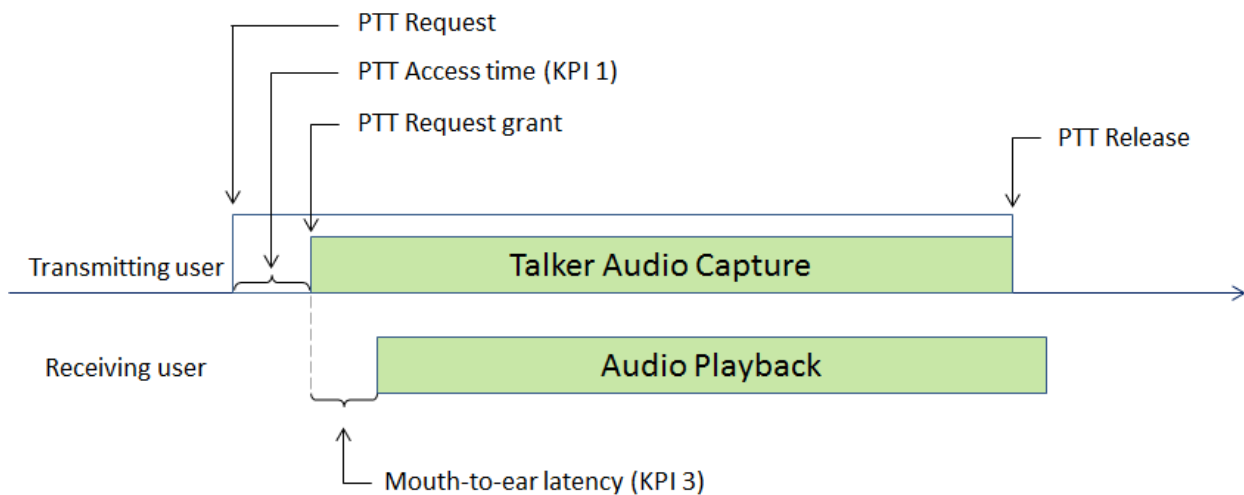 PTT Request
PTT Access time (KPI 1)
PTT Request grant
PTT Release
Transmitting user
Talker Audio Capture
Receiving user
Audio Playback
Mouth-to-ear latency (KPI 3)